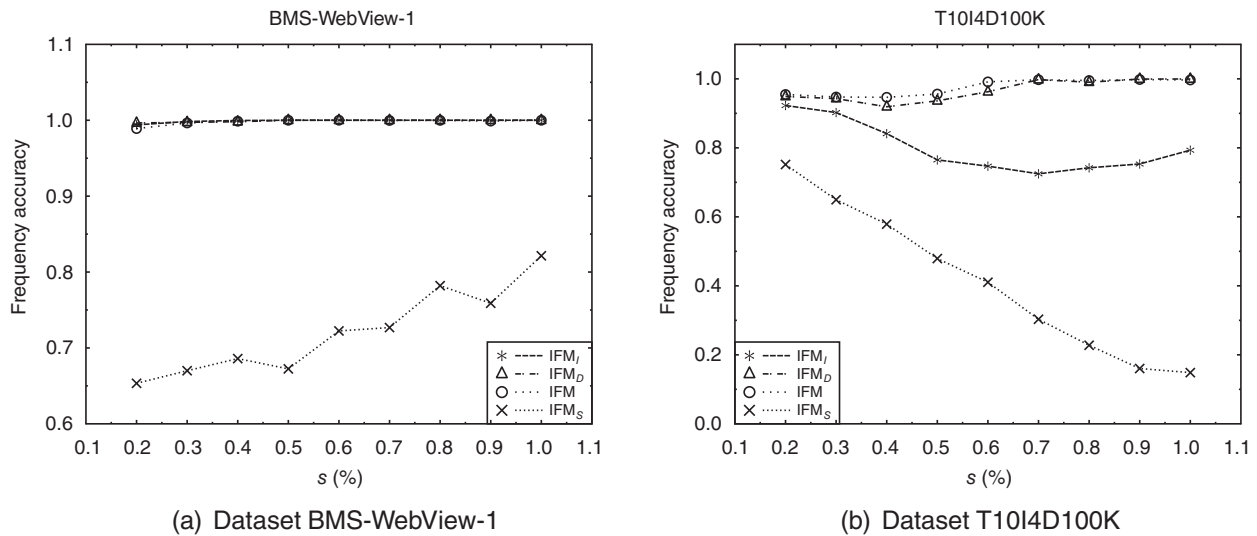 BMS-WebView-1
1.1
1.0
0.9
0.8
0.7
0.6
Frequency accuracy
0.1 0.2 0.3 0.4 0.5 0.6 0.7 0.8 0.9 1.0 1.1
s (%)
IFM_I
IFM_D
IFM
IFM_S
(a) Dataset BMS-WebView-1
T10I4D100K
1.0
0.8
0.6
0.4
0.2
0.0
Frequency accuracy
0.1 0.2 0.3 0.4 0.5 0.6 0.7 0.8 0.9 1.0 1.1
s (%)
IFM_I
IFM_D
IFM
IFM_S
(b) Dataset T10I4D100K